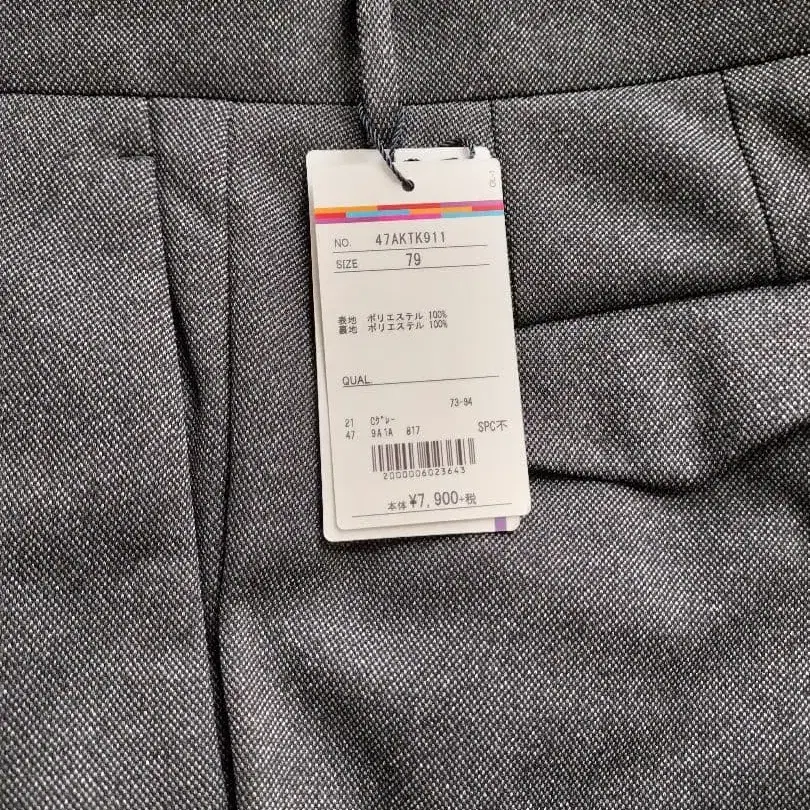 OL-1
NO. 47AKTK911
SIZE 79
表地 ポリエステル 100%
裏地 ポリエステル 100%
QUAL.
73-94
21 Cグレー
47 9A1A 817 SPC不
2000006023643
本体¥7,900+税